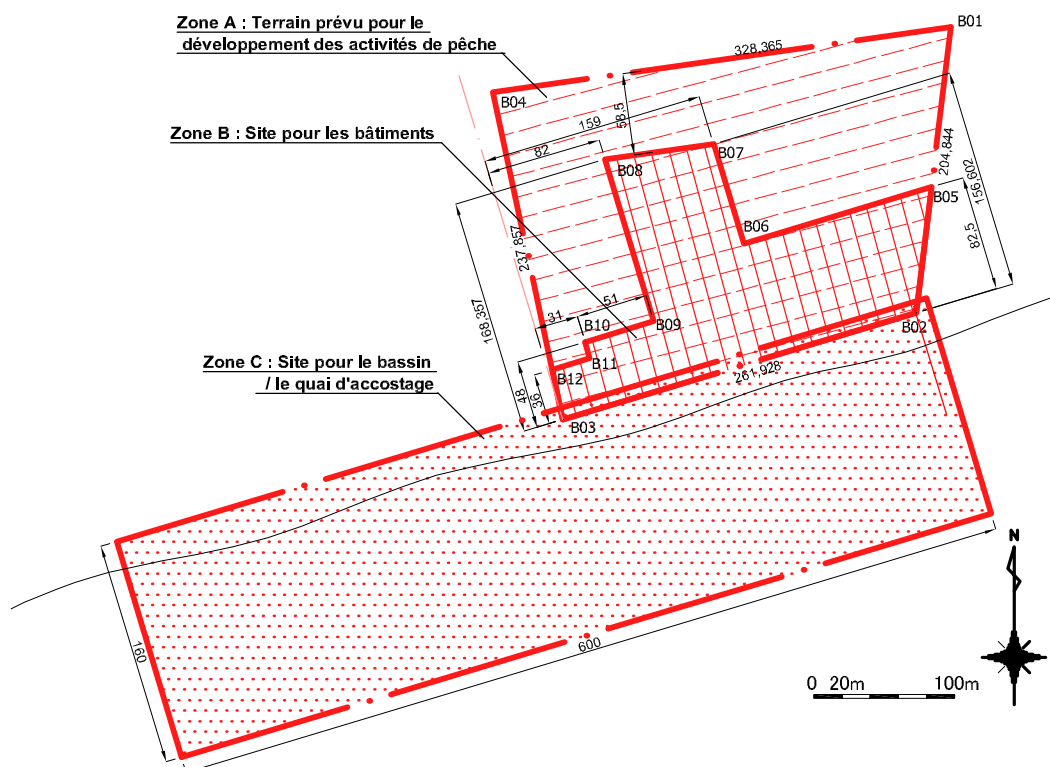 Zone A : Terrain prévu pour le
développement des activités de pêche
B01
328,365
B04
58,5
159
Zone B : Site pour les bâtiments
82
B07
B08
204,844
156,602
B05
82,5
B06
237,857
168,357
51
31
B10
B09
B02
B11
Zone C : Site pour le bassin
/ le quai d'accostage
B12
261,928
48
36
B03
N
160
600
0 20m 100m